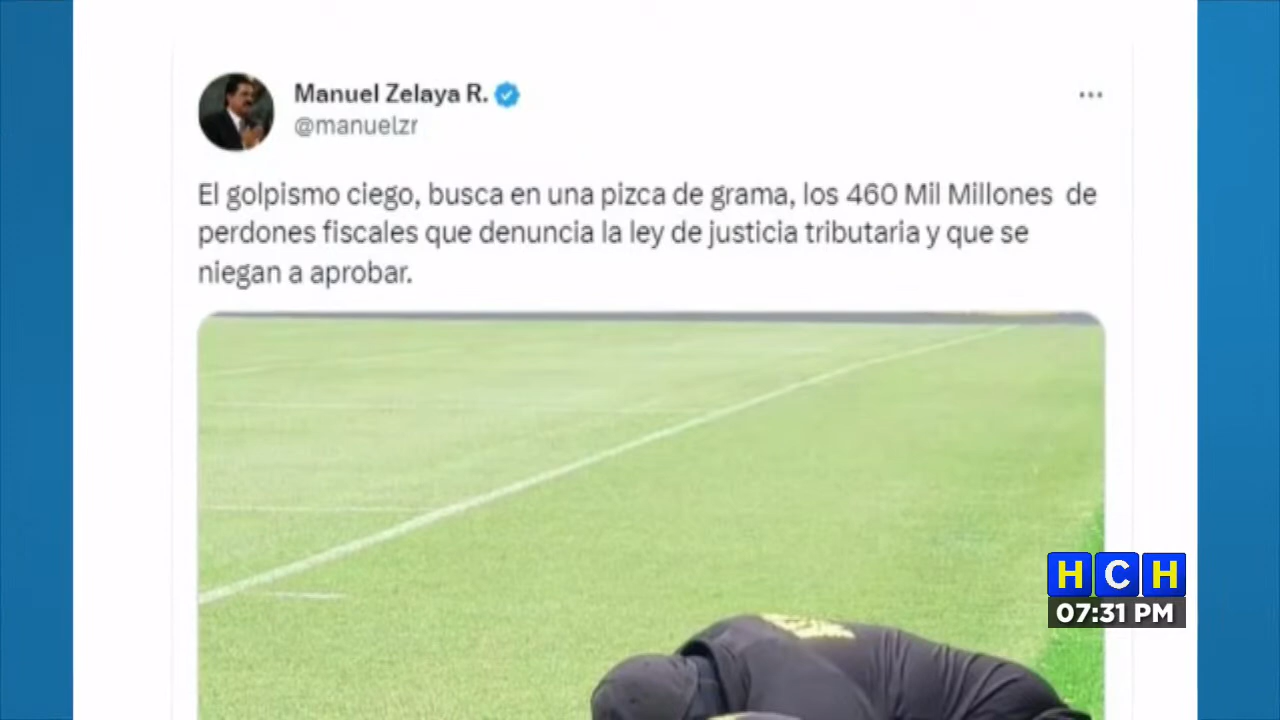 Manuel Zelaya R.
@manuelzr
El golpismo ciego, busca en una pizca de grama, los 460 Mil Millones de
perdones fiscales que denuncia la ley de justicia tributaria y que se
niegan a aprobar.
HCH
07:31 PM